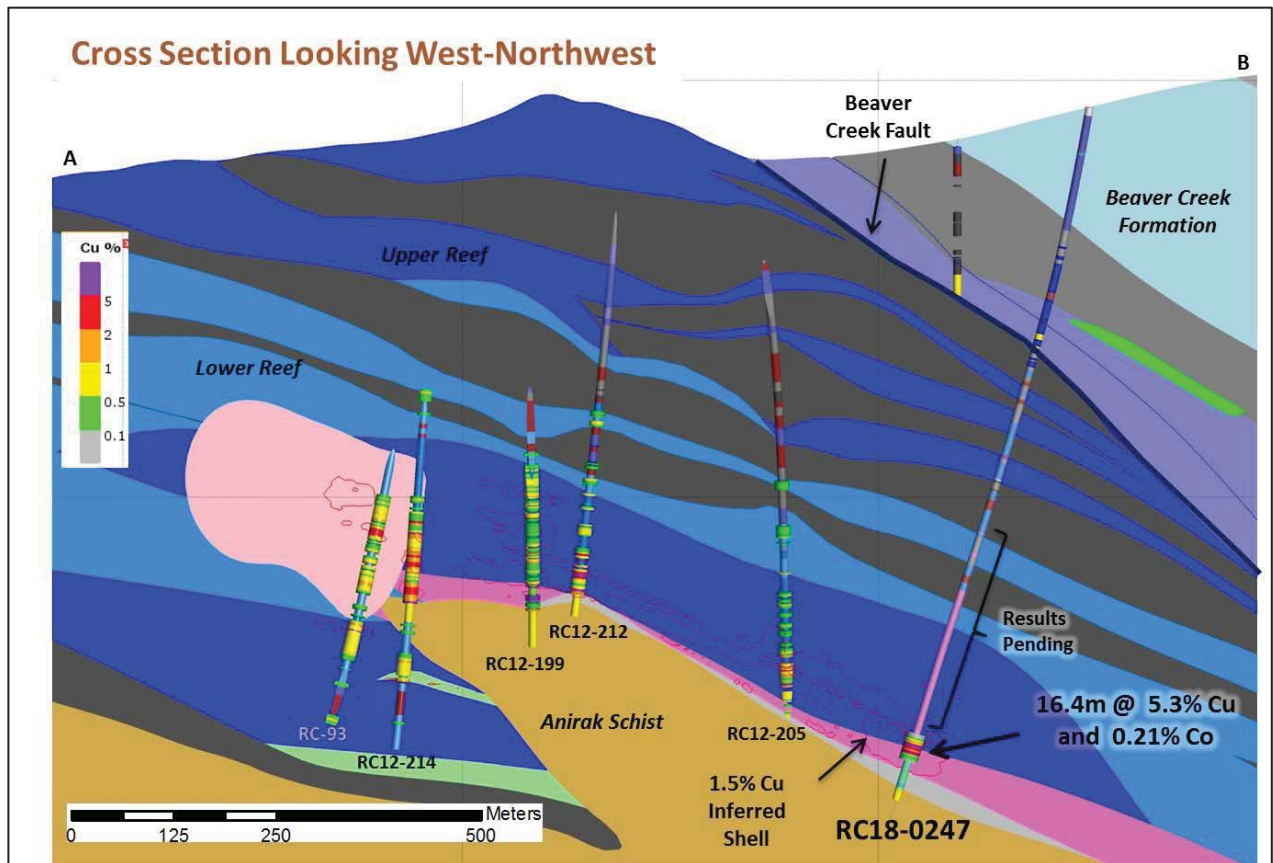 Cross Section Looking West-Northwest
A
B
Beaver
Creek Fault
Beaver Creek
Formation
Upper Reef
Lower Reef
Cu %
5
2
1
0.5
0.1
Results
Pending
16.4m @ 5.3% Cu
and 0.21% Co
RC12-212
RC12-199
Anirak Schist
RC12-205
RC-93
RC12-214
1.5% Cu
Inferred
Shell
RC18-0247
Meters
0 125 250 500